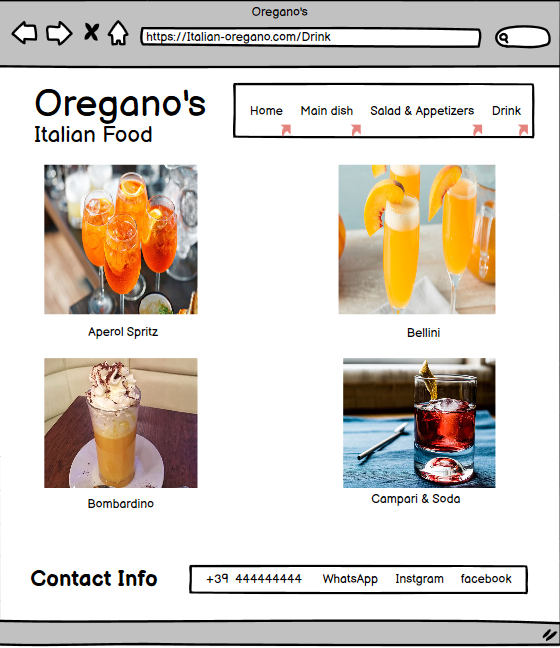 Oregano's
https://Italian-oregano.com/Drink
Oregano's
Italian Food
Home Main dish Salad & Appetizers Drink
Aperol Spritz
Bellini
Bombardino
Campari & Soda
Contact Info
+39 444444444 WhatsApp Instgram facebook